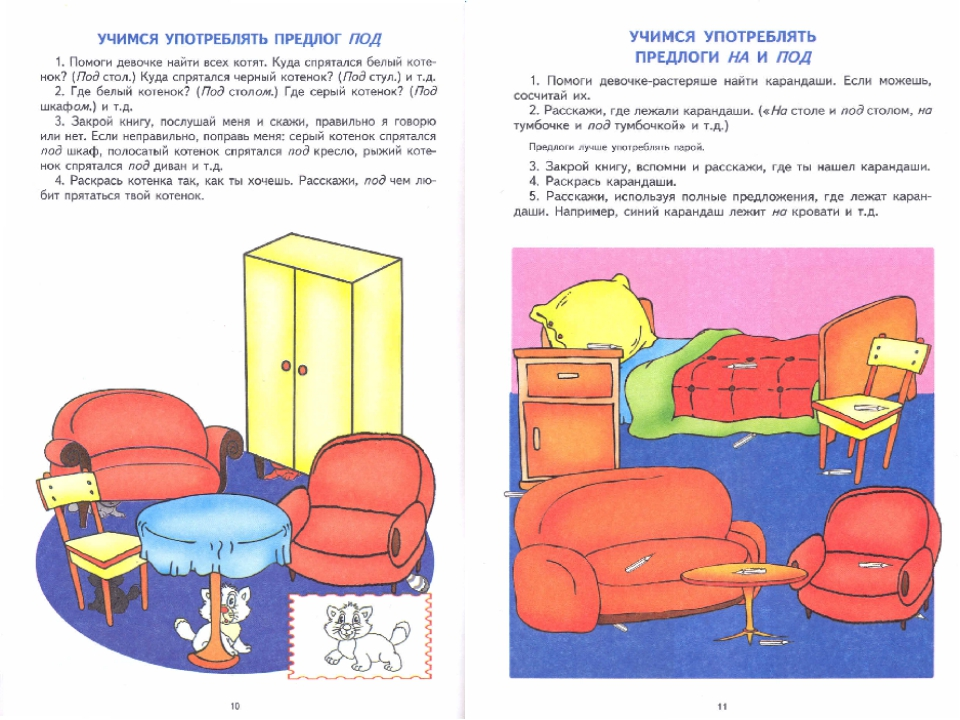 УЧИМСЯ УПОТРЕБЛЯТЬ ПРЕДЛОГ ПОД
1. Помоги девочке найти всех котят. Куда спрятался белый коте-
нок? (Под стол.) Куда спрятался черный котенок? (Под стул.) и т.д.
2. Где белый котенок? (Под столом.) Где серый котенок? (Под
шкафом.) и т.д.
3. Закрой книгу, послушай меня и скажи, правильно я говорю
или нет. Если неправильно, поправь меня: серый котенок спрятался
под шкаф, полосатый котенок спрятался под кресло, рыжий коте-
нок спрятался под диван и т.д.
4. Раскрась котенка так, как ты хочешь. Расскажи, под чем лю-
бит прятаться твой котенок.
10
УЧИМСЯ УПОТРЕБЛЯТЬ
ПРЕДЛОГИ НА И ПОД
1. Помоги девочке-растеряше найти карандаши. Если можешь,
сосчитай их.
2. Расскажи, где лежали карандаши. («На столе и под столом, на
тумбочке и под тумбочкой» и т.д.)
Предлоги лучше употреблять парой.
3. Закрой книгу, вспомни и расскажи, где ты нашел карандаши.
4. Раскрась карандаши.
5. Расскажи, используя полные предложения, где лежат каран-
даши. Например, синий карандаш лежит на кровати и т.д.
11